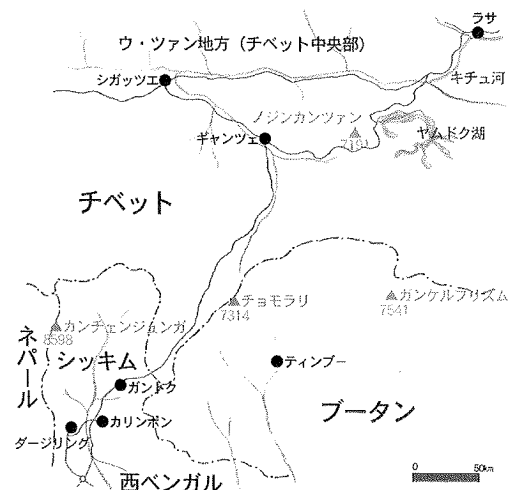 ラサ
ウ・ツァン地方（チベット中央部）
シガッツエ
キチュ河
ノジンカンツァン
7191
ヤムドク湖
ギャンツェ
チベット
チョモラリ
7314
ガンケルプリズム
7541
カンチェンジュンガ
8598
ネパール
シッキム
ティンプー
ガントク
ブータン
カリンポン
ダージリング
西ベンガル
0 50km